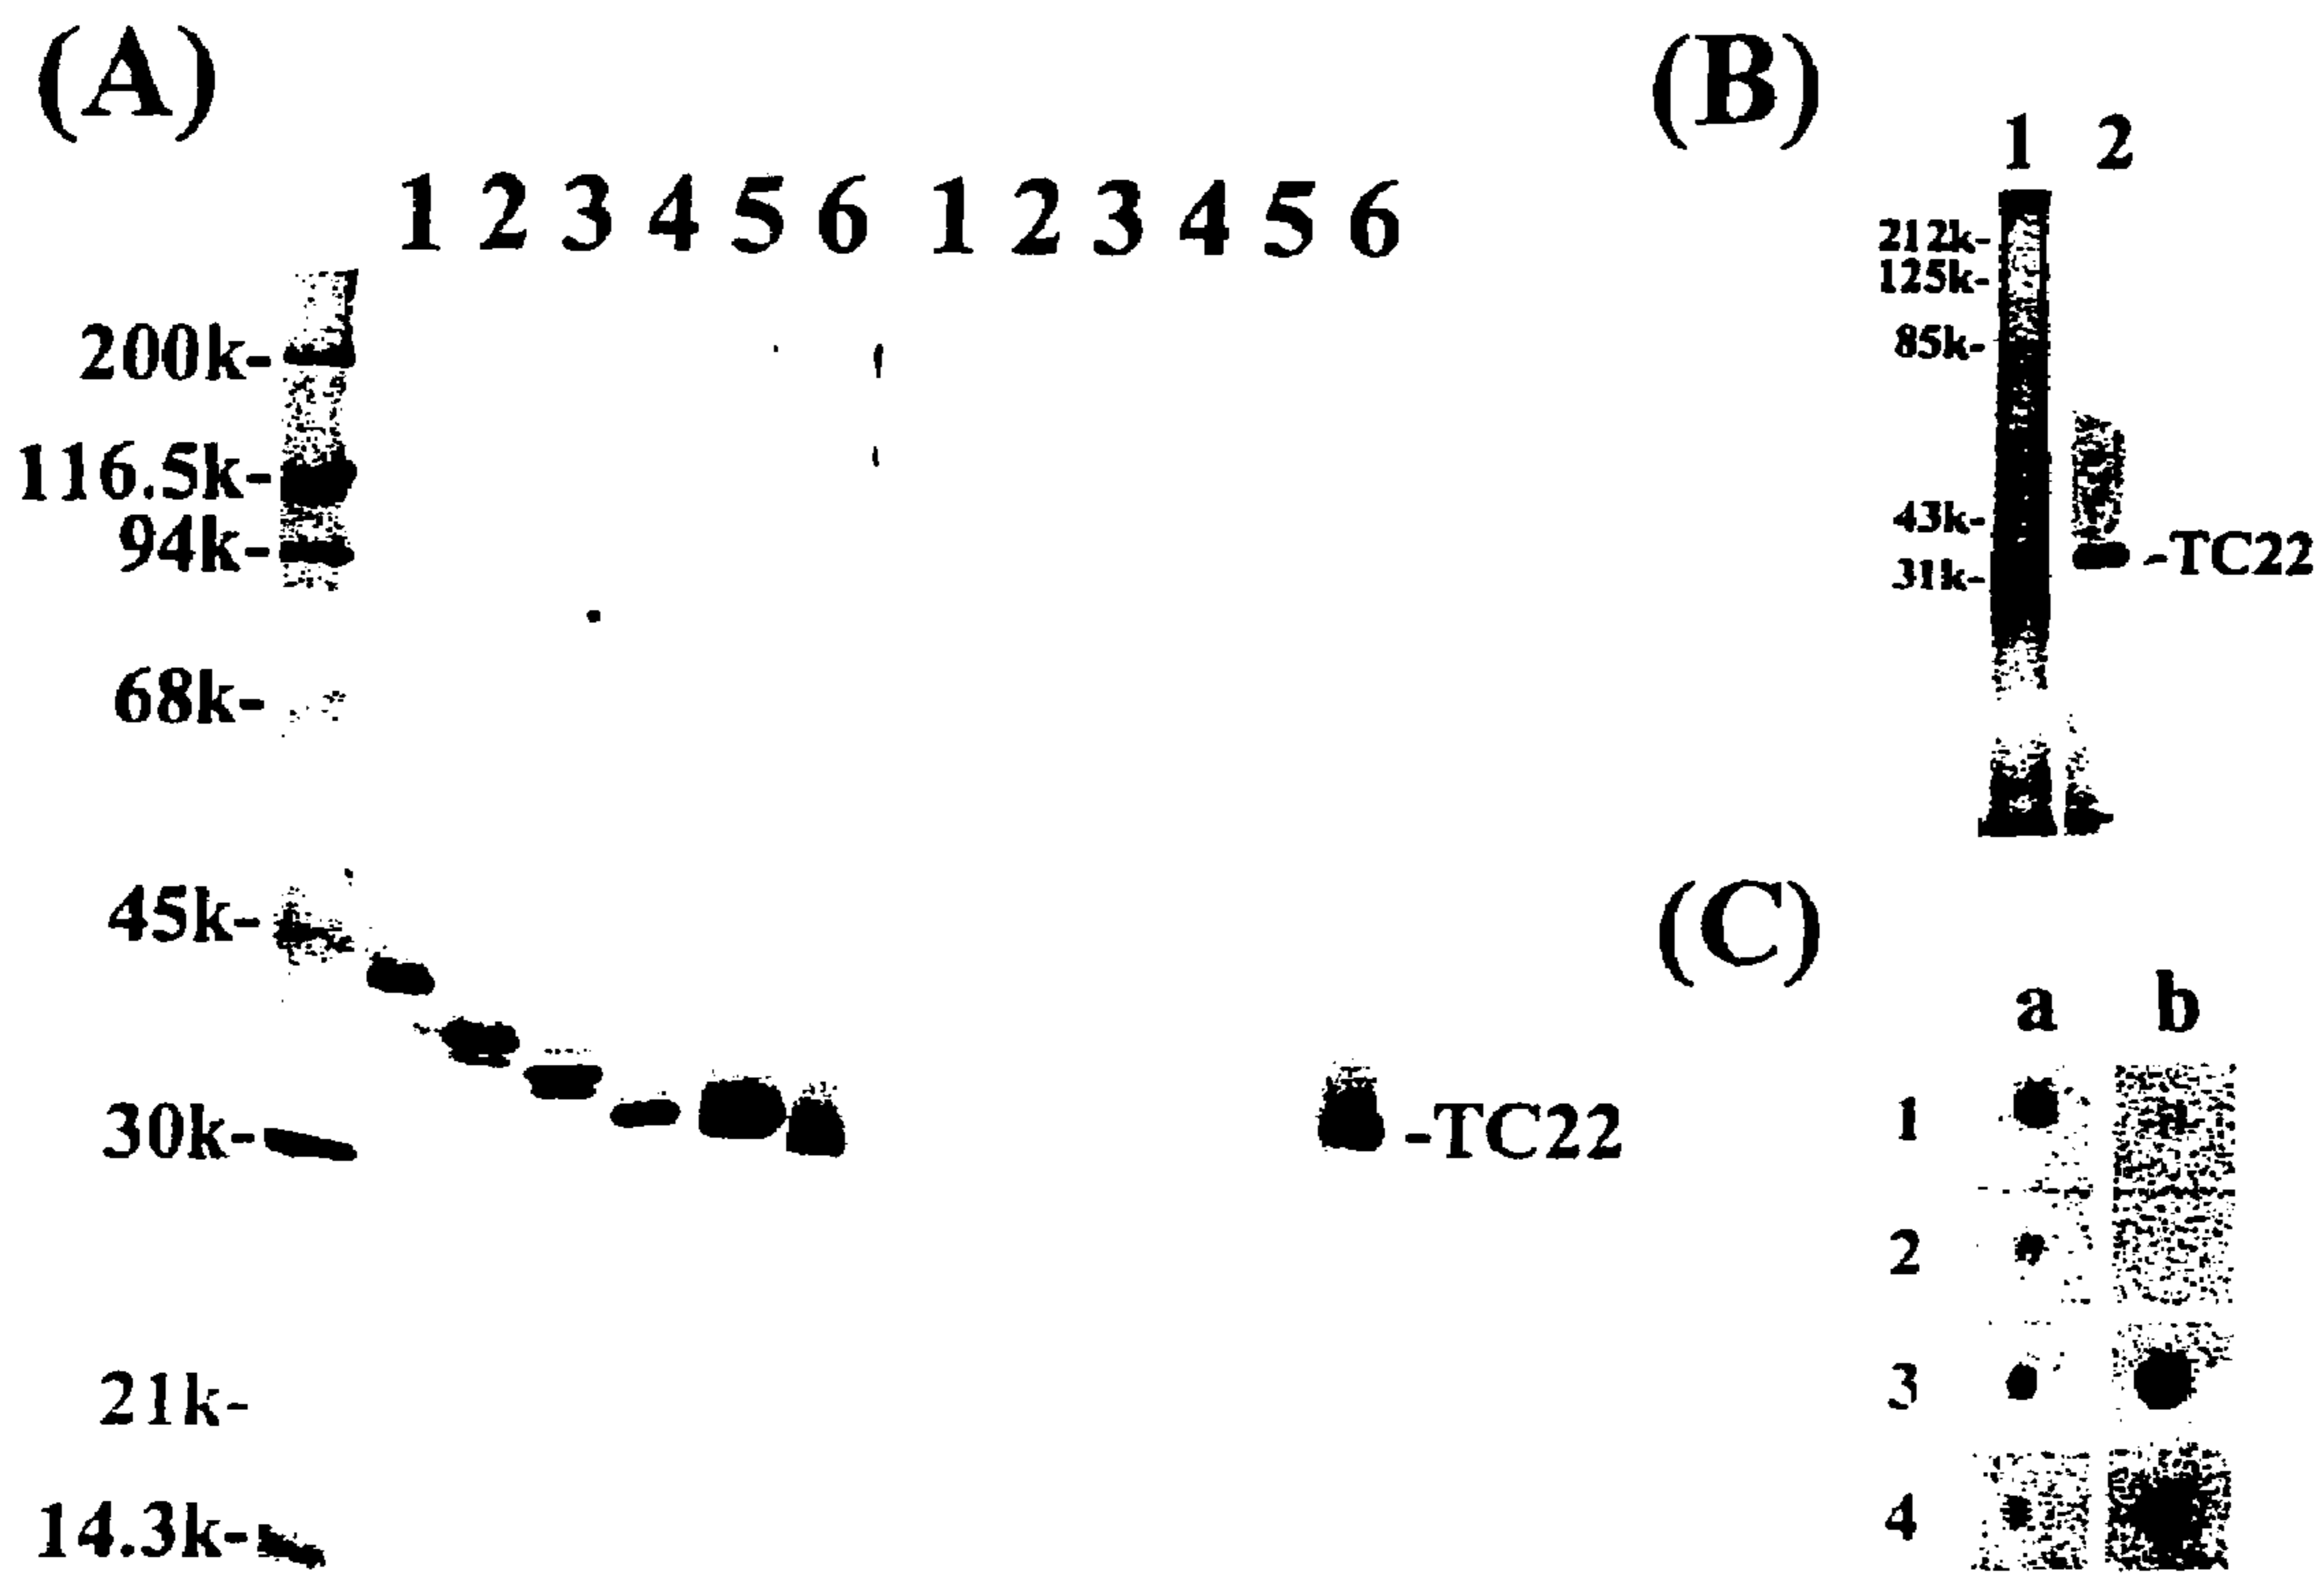 (A)
1 2 3 4 5 6 1 2 3 4 5 6
200k-
116.5k-
94k-
68k-
45k-
30k-
-TC22
21k-
14.3k-
(B)
1 2
212k-
125k-
85k-
43k-
-TC22
31k-
(C)
a b
1
2
3
4